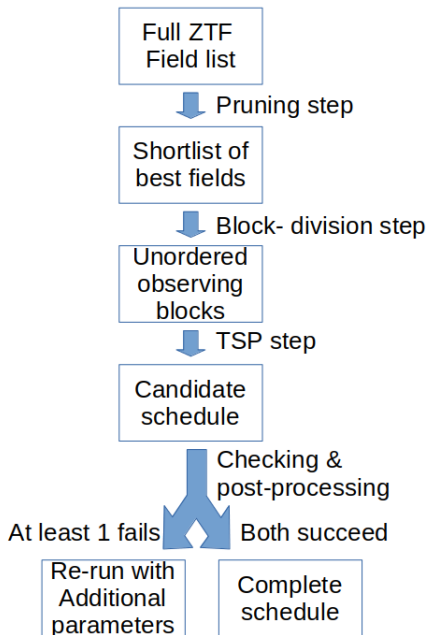 Full ZTF
Field list
Pruning step
Shortlist of
best fields
Block- division step
Unordered
observing
blocks
TSP step
Candidate
schedule
Checking &
post-processing
At least 1 fails
Both succeed
Re-run with
Additional
parameters
Complete
schedule